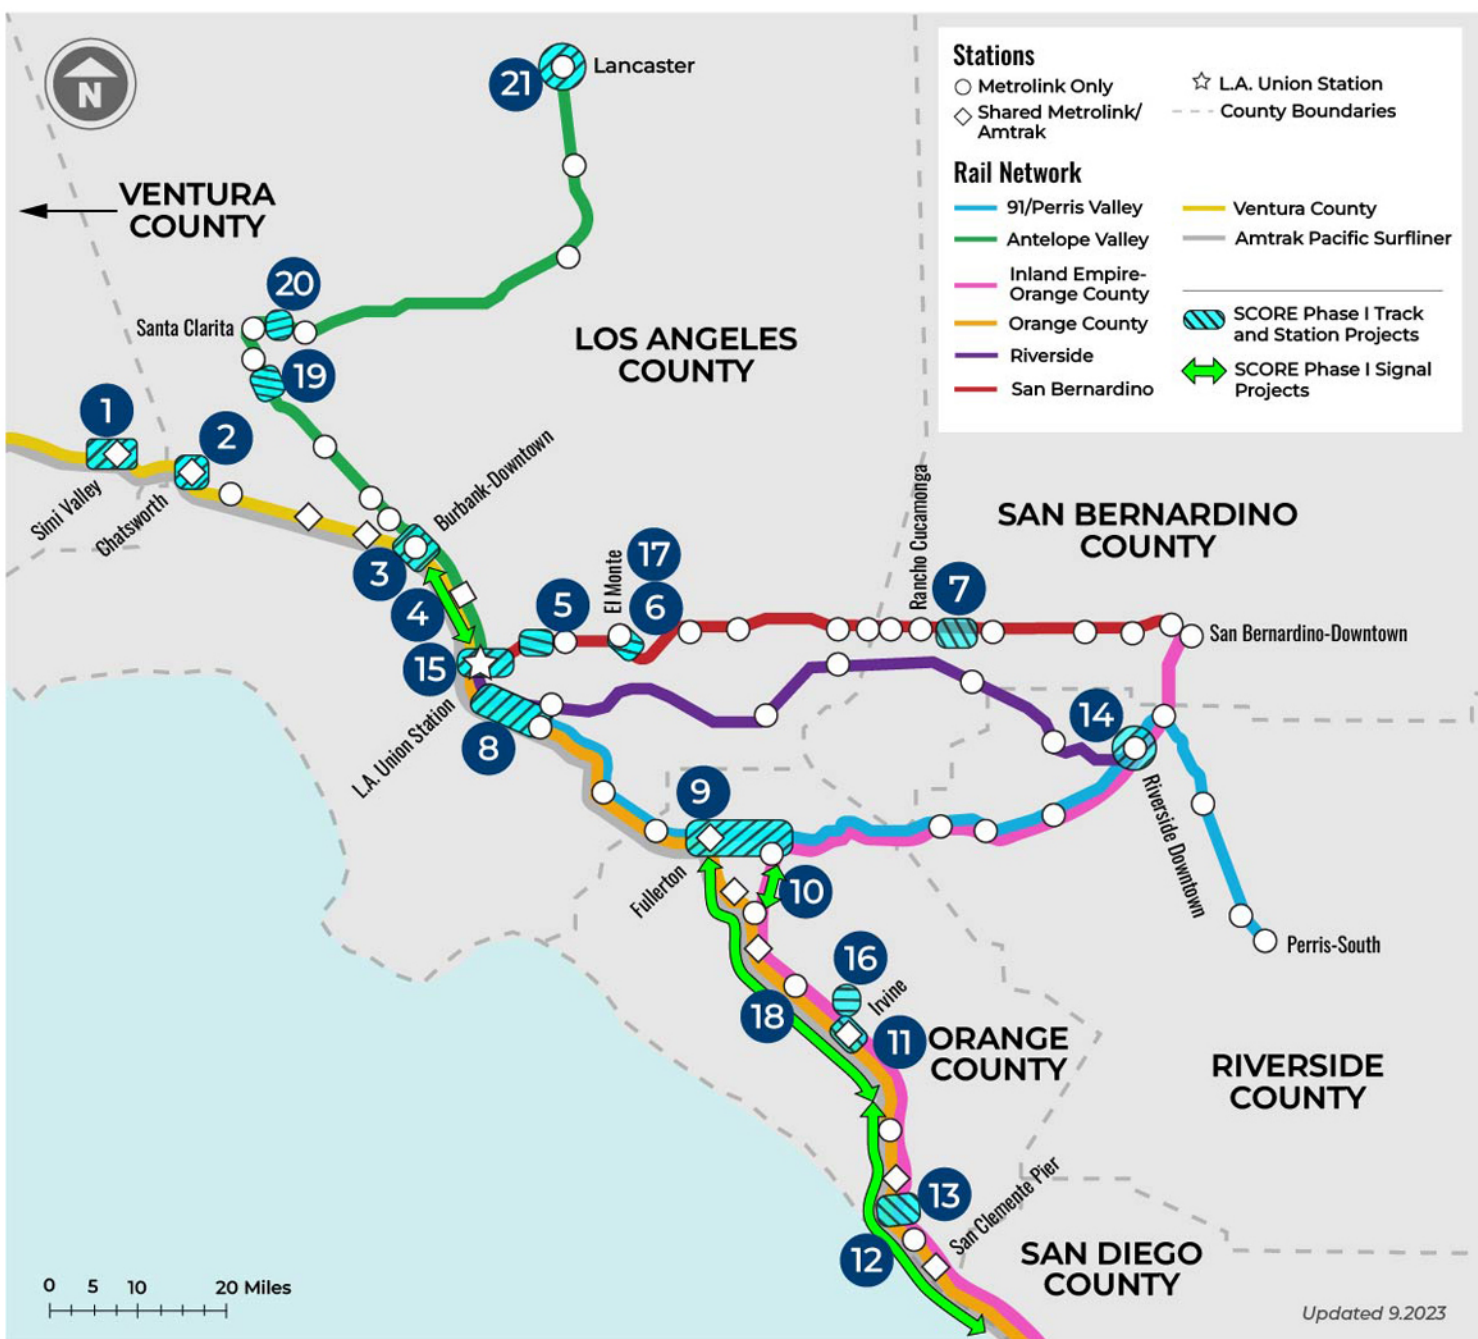 N
21
Lancaster
Stations
Metrolink Only
Shared Metrolink/
Amtrak
L.A. Union Station
County Boundaries
Rail Network
91/Perris Valley
Antelope Valley
Inland Empire-
Orange County
Orange County
Riverside
San Bernardino
Ventura County
Amtrak Pacific Surfliner
SCORE Phase I Track
and Station Projects
SCORE Phase I Signal
Projects
VENTURA
COUNTY
20
Santa Clarita
LOS ANGELES
COUNTY
19
1
2
Simi Valley
Chatsworth
Burbank-Downtown
3
4
El Monte
17
5
6
Rancho Cucamonga
7
SAN BERNARDINO
COUNTY
San Bernardino-Downtown
15
L.A. Union Station
8
14
Riverside Downtown
9
Fullerton
10
Perris-South
16
Irvine
18
11
ORANGE
COUNTY
RIVERSIDE
COUNTY
13
San Clemente Pier
12
SAN DIEGO
COUNTY
0 5 10 20 Miles
Updated 9.2023